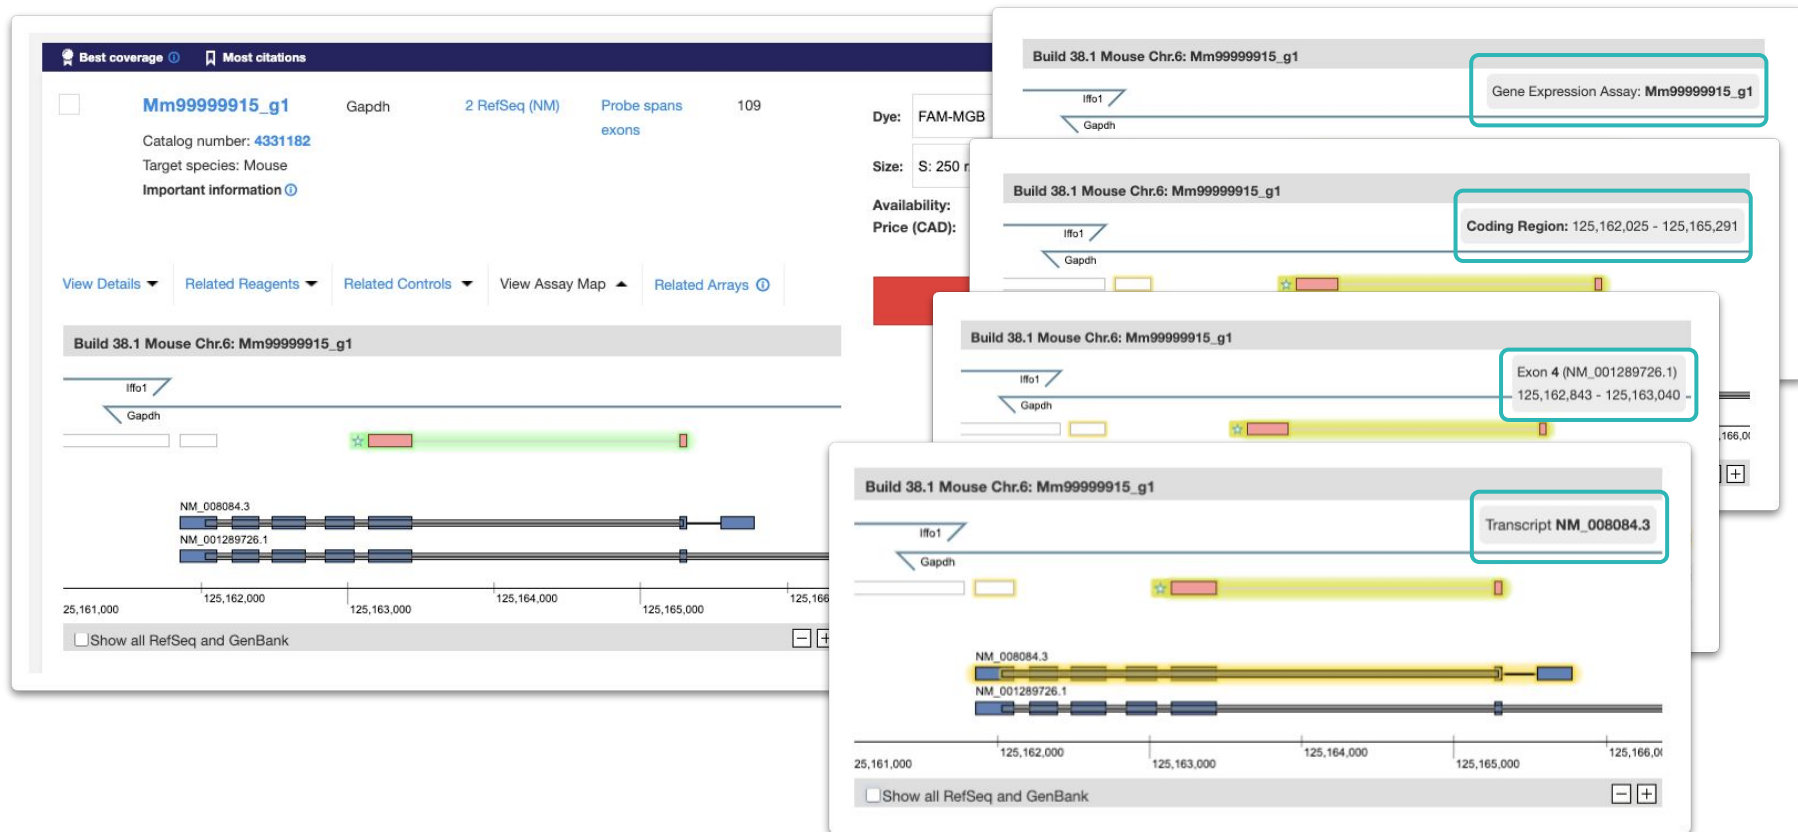 Best coverage
Most citations
Mm99999915_g1
Gapdh
2 RefSeq (NM)
Probe spans
exons
109
Catalog number: 4331182
Target species: Mouse
Important information
Dye:
FAM-MGB
Size:
S: 250
Availability:
Price (CAD):
View Details
Related Reagents
Related Controls
View Assay Map
Related Arrays
Build 38.1 Mouse Chr.6: Mm99999915_g1
Iffo1
Gapdh
NM_008084.3
NM_001289726.1
25,161,000
125,162,000
125,163,000
125,164,000
125,165,000
125,166
Show all RefSeq and GenBank
Build 38.1 Mouse Chr.6: Mm99999915_g1
Gene Expression Assay: Mm99999915_g1
Iffo1
Gapdh
Build 38.1 Mouse Chr.6: Mm99999915_g1
Coding Region: 125,162,025 - 125,165,291
Iffo1
Gapdh
,166,0
Build 38.1 Mouse Chr.6: Mm99999915_g1
Exon 4 (NM_001289726.1)
125,162,843 - 125,163,040
Iffo1
Gapdh
Build 38.1 Mouse Chr.6: Mm99999915_g1
Transcript NM_008084.3
Iffo1
Gapdh
NM_008084.3
NM_001289726.1
25,161,000
125,162,000
125,163,000
125,164,000
125,165,000
125,166,0
Show all RefSeq and GenBank